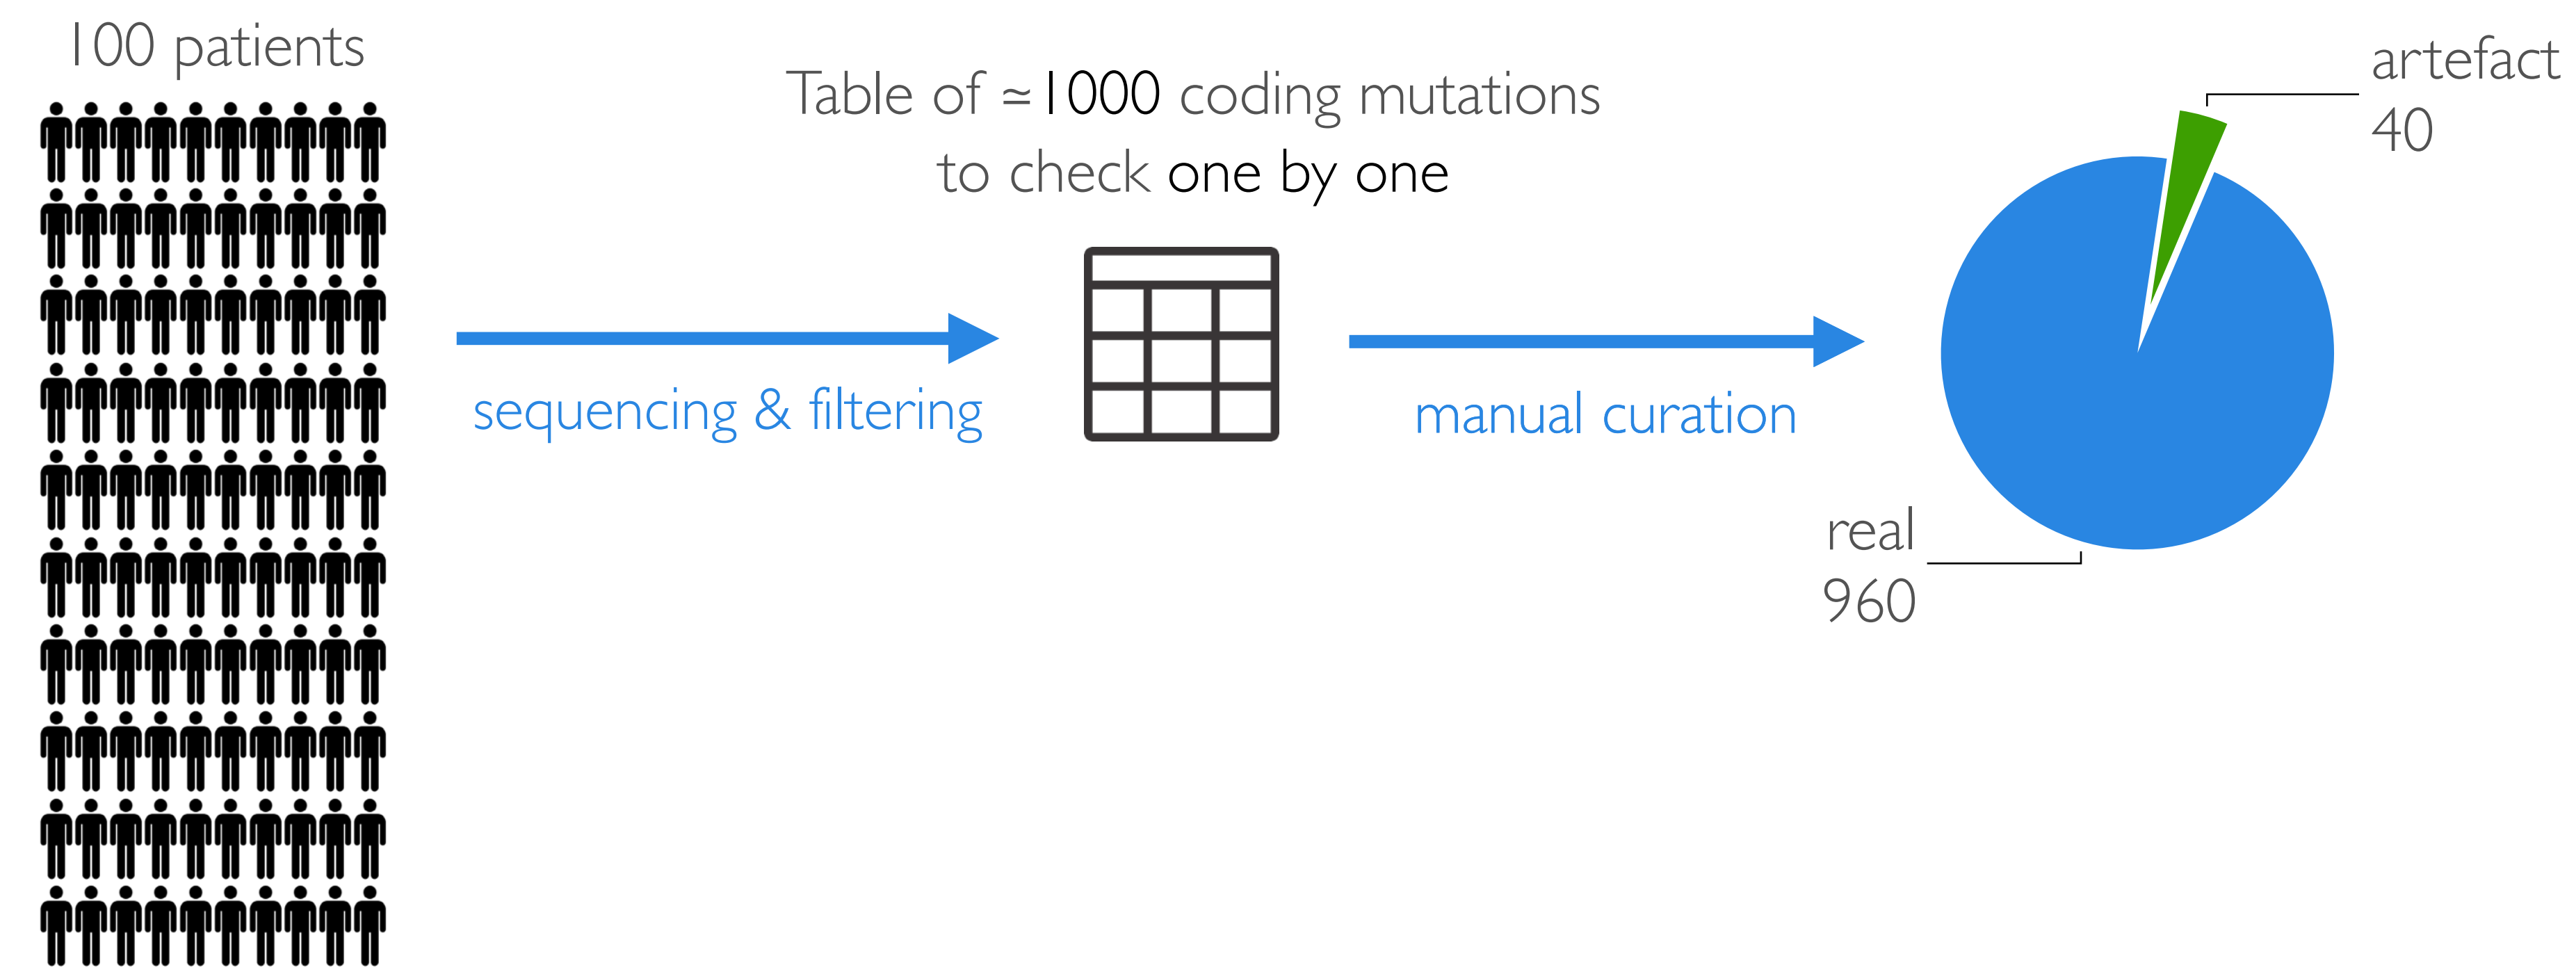 100 patients
Table of ≃1000 coding mutations
to check one by one
sequencing & filtering
manual curation
artefact
40
real
960